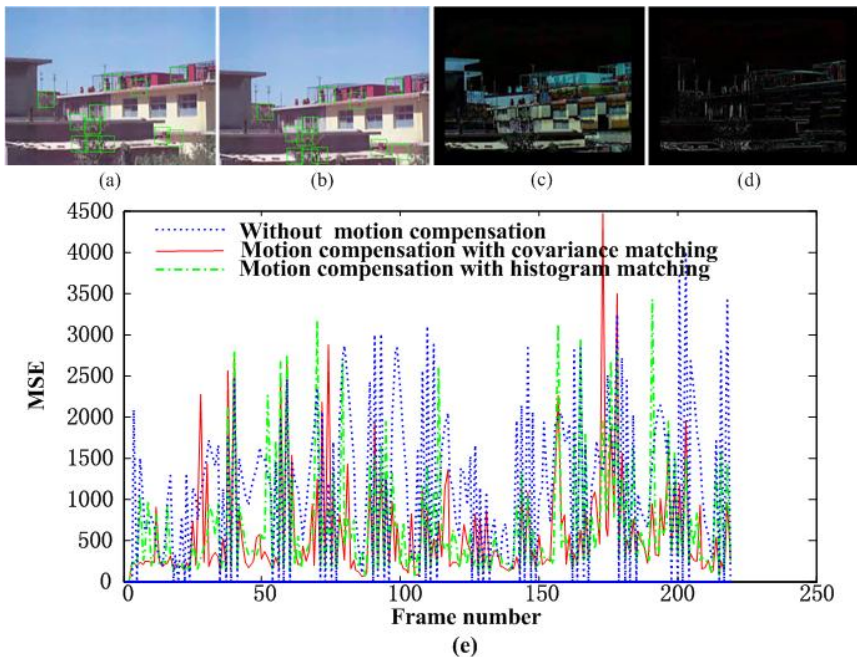 (a) (b) (c) (d)
4500
4000
3500
3000
2500
2000
1500
1000
500
0
MSE
Without motion compensation
Motion compensation with covariance matching
Motion compensation with histogram matching
0 50 100 150 200 250
Frame number
(e)